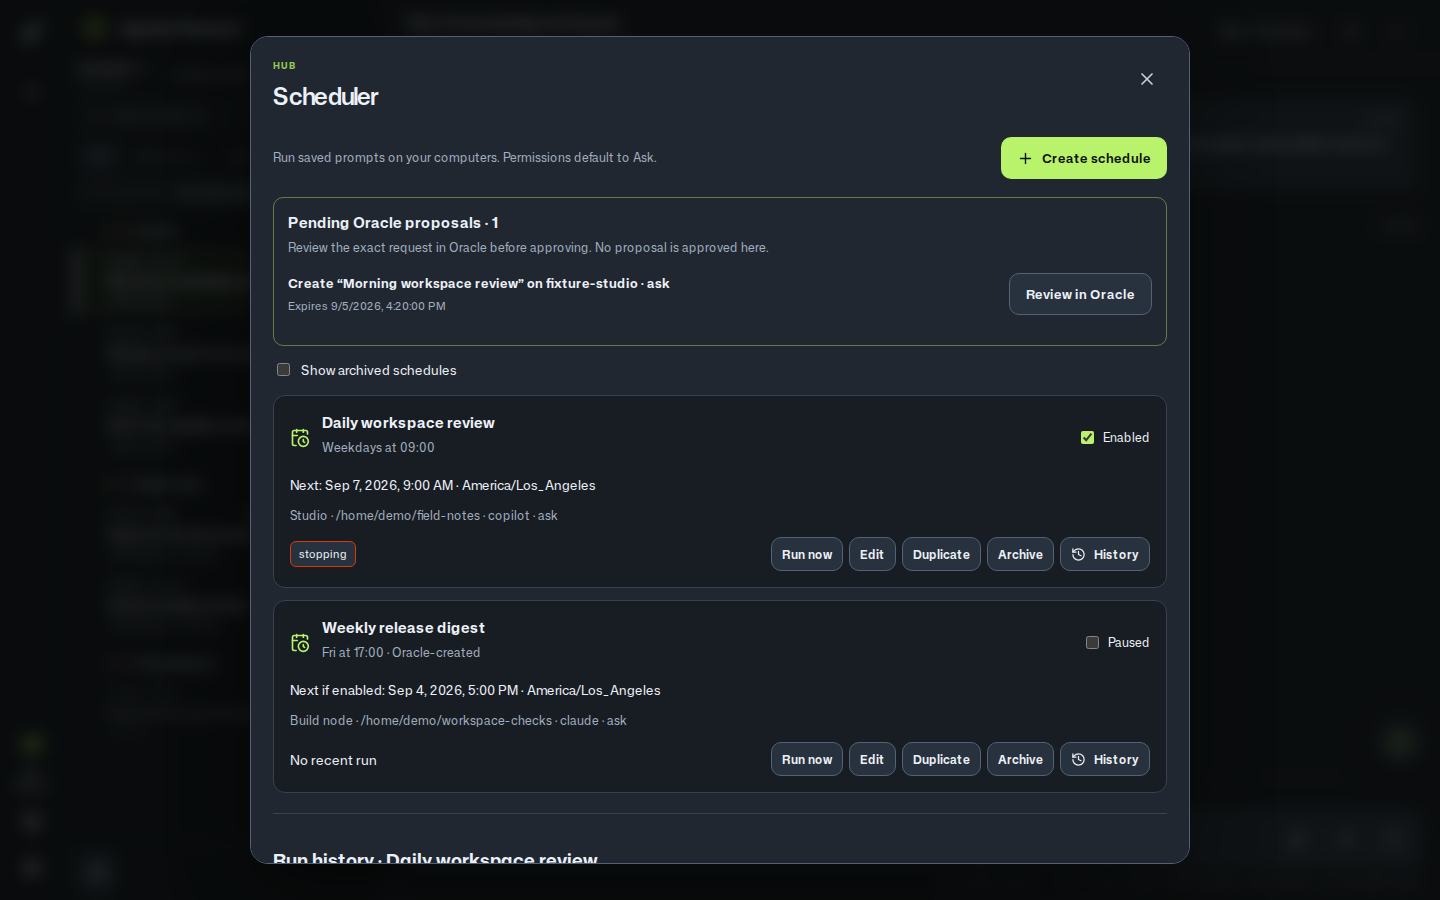 HUB
Scheduler
Run saved prompts on your computers. Permissions default to Ask.
Create schedule
Pending Oracle proposals · 1
Review the exact request in Oracle before approving. No proposal is approved here.
Create “Morning workspace review” on fixture-studio · ask
Expires 9/5/2026, 4:20:00 PM
Review in Oracle
Show archived schedules
Daily workspace review
Weekdays at 09:00
Enabled
Next: Sep 7, 2026, 9:00 AM · America/Los_Angeles
Studio · /home/demo/field-notes · copilot · ask
stopping
Run now
Edit
Duplicate
Archive
History
Weekly release digest
Fri at 17:00 · Oracle-created
Paused
Next if enabled: Sep 4, 2026, 5:00 PM · America/Los_Angeles
Build node · /home/demo/workspace-checks · claude · ask
No recent run
Run now
Edit
Duplicate
Archive
History
Run history · Daily workspace review